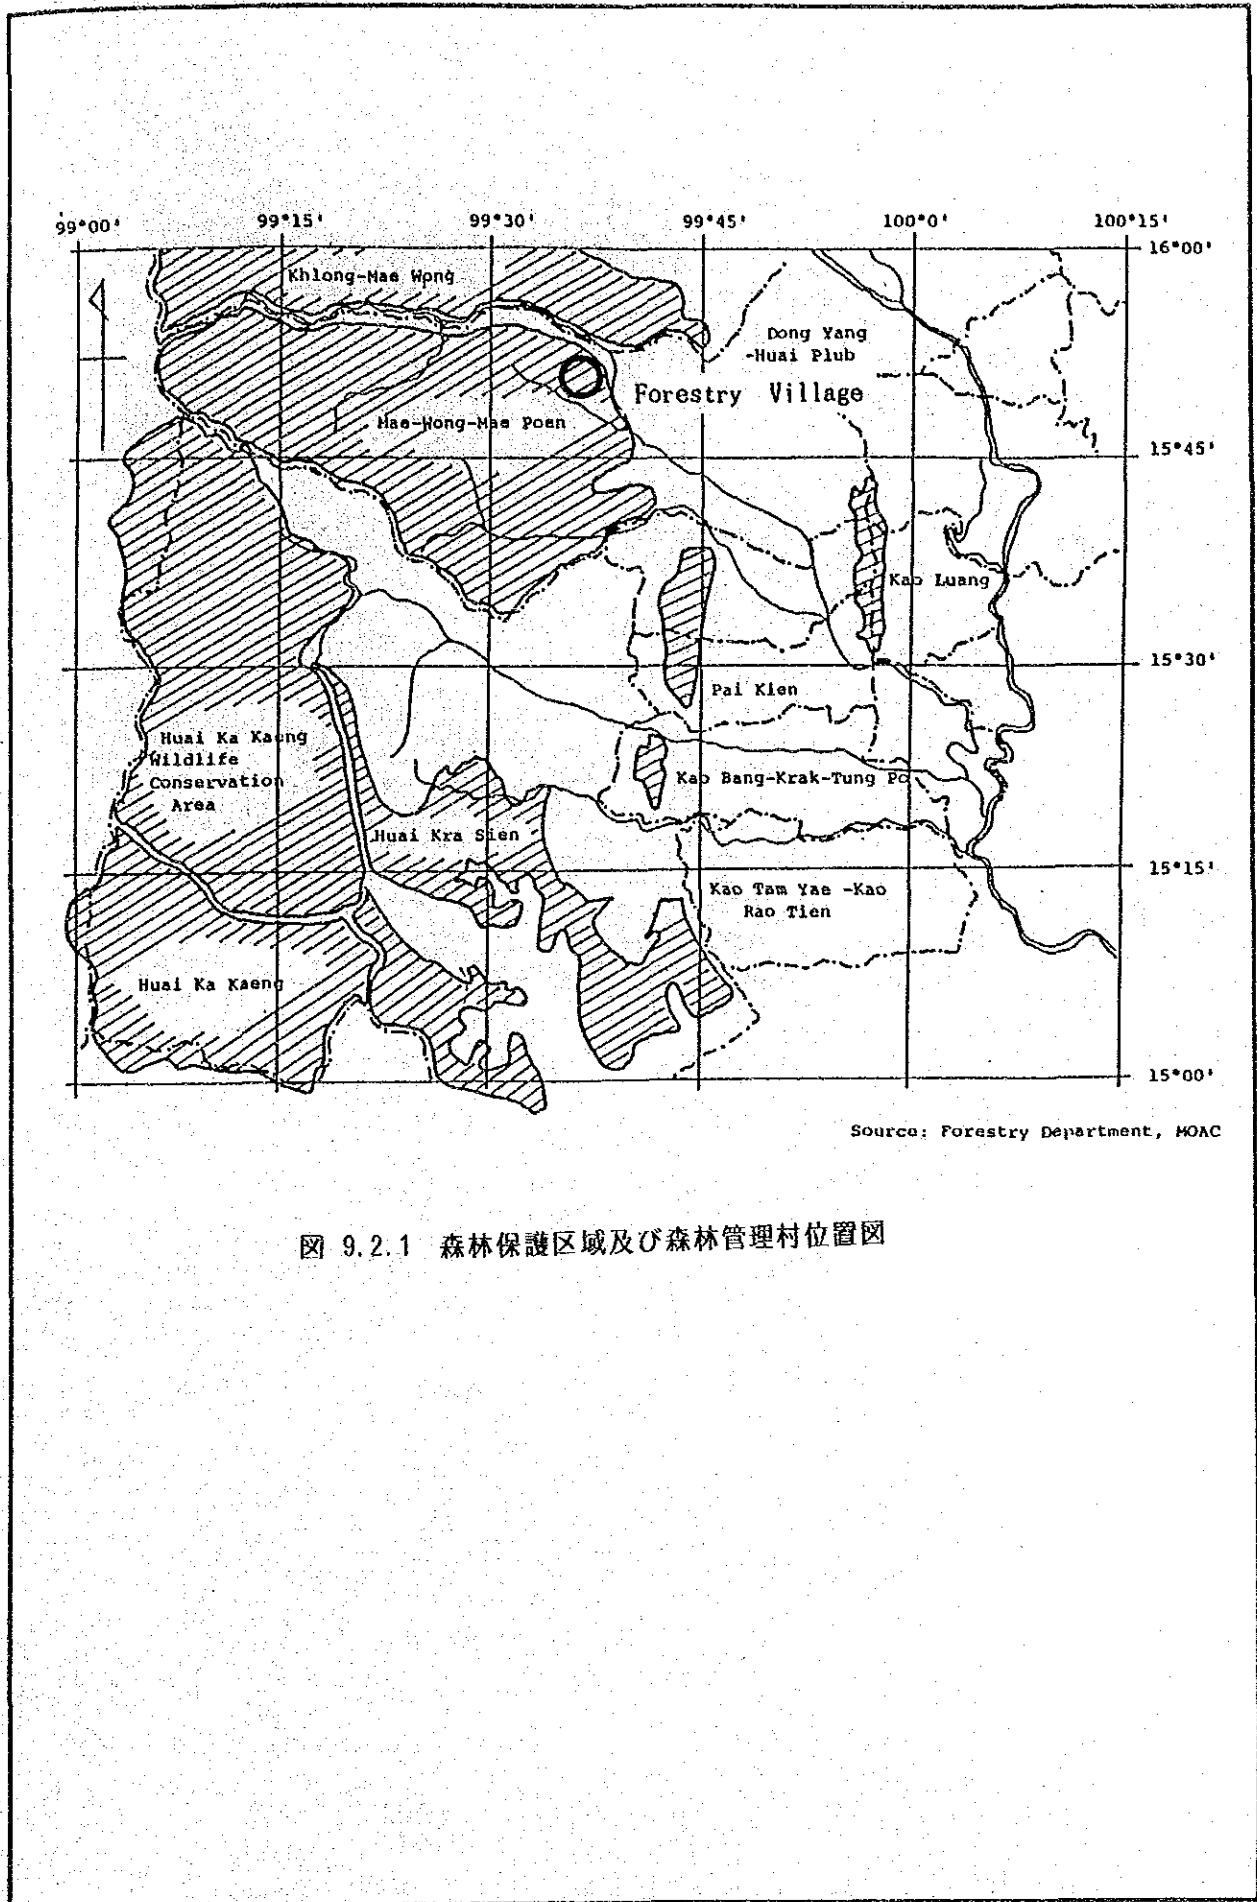 99°00' 99°15' 99°30' 99°45' 100°0' 100°15'
16°00'
Khlong-Mae Wong
Dong Yang
-Huai Plub
Forestry Village
Mae-Wong-Mae Poen
15°45'
Kao Luang
15°30'
Pai Kien
Huai Ka Kaeng
Wildlife
Conservation
Area
Kao Bang-Krak-Tung Po
Huai Kra Sien
15°15'
Kao Tam Yae -Kao
Rao Tien
Huai Ka Kaeng
15°00'
Source: Forestry Department, MOAC
図 9.2.1 森林保護区域及び森林管理村位置図